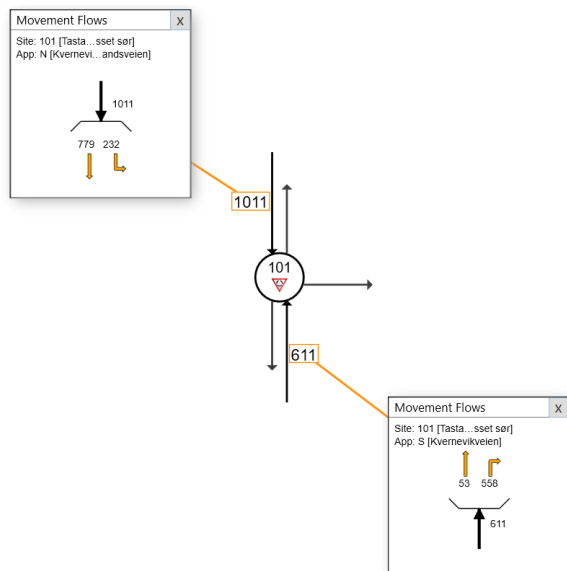 Movement Flows X
Site: 101 [Tasta...sset sør]
App: N [Kvernevi...andsveien]
1011
779 232
1011
101
611
Movement Flows X
Site: 101 [Tasta...sset sør]
App: S [Kvernevikveien]
53 558
611